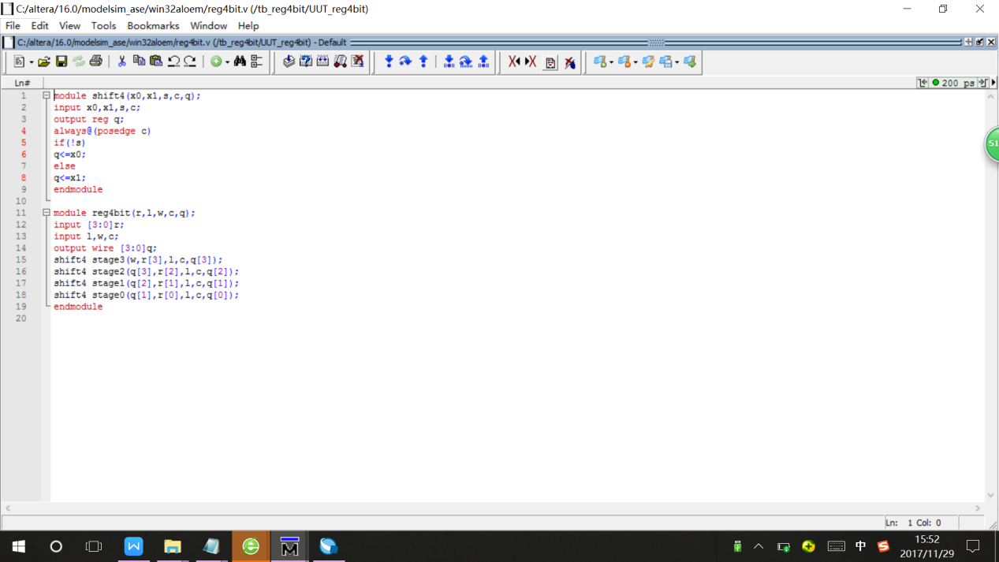 C:/altera/16.0/modelsim_ase/win32aloem/reg4bit.v (/tb_reg4bit/UUT_reg4bit)
File Edit View Tools Bookmarks Window Help
C:/altera/16.0/modelsim_ase/win32aloem/reg4bit.v (/tb_reg4bit/UUT_reg4bit) - Default
Ln# 200 ps
1 module shift4(x0,x1,s,c,q);
2 input x0,x1,s,c;
3 output reg q;
4 always@(posedge c)
5 if(!s)
6 q<=x0;
7 else
8 q<=x1;
9 endmodule
10
11 module reg4bit(r,l,w,c,q);
12 input [3:0]r;
13 input l,w,c;
14 output wire [3:0]q;
15 shift4 stage3(w,r[3],l,c,q[3]);
16 shift4 stage2(q[3],r[2],l,c,q[2]);
17 shift4 stage1(q[2],r[1],l,c,q[1]);
18 shift4 stage0(q[1],r[0],l,c,q[0]);
19 endmodule
20
51
Ln: 1 Col: 0
中
15:52
2017/11/29